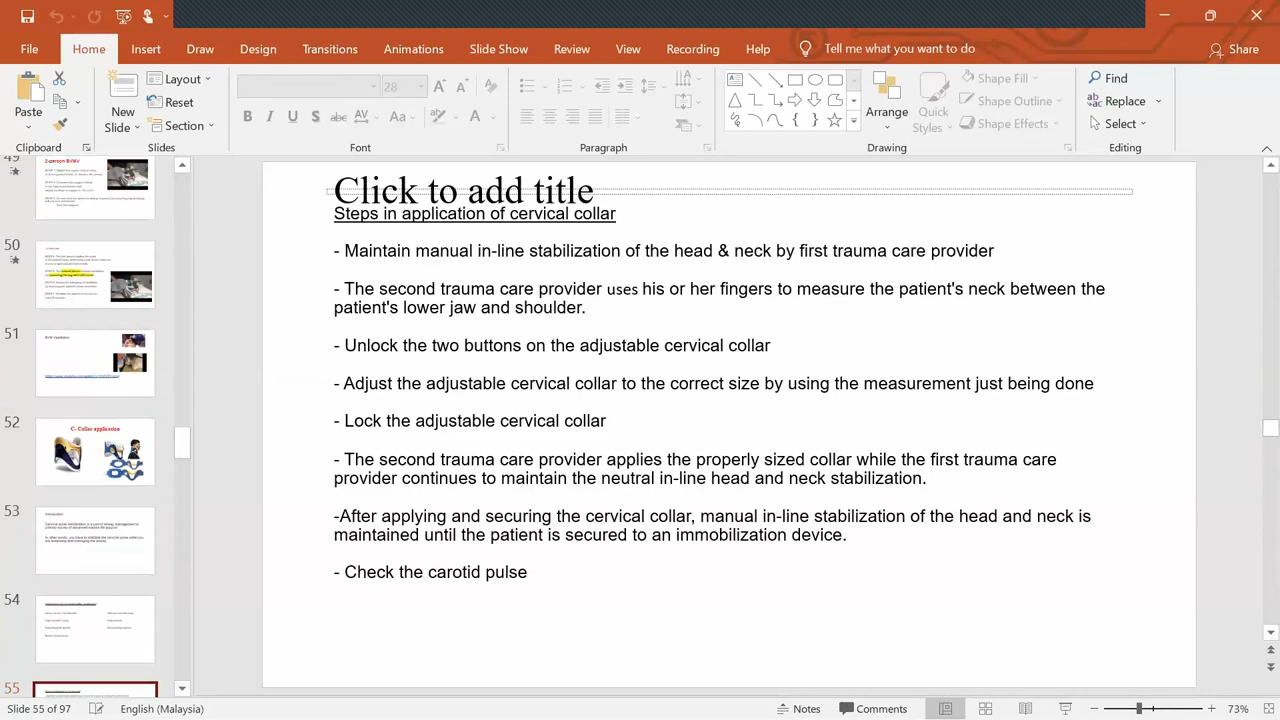 File Home Insert Draw Design Transitions Animations Slide Show Review View Recording Help Tell me what you want to do Share
Paste
New Slide
Layout
Reset
Section
28
Arrange
Quick Styles
Shape Fill
Shape Outline
Shape Effects
Find
Replace
Select
Clipboard Slides Font Paragraph Drawing Editing
49
2-person BVMV
50
51
52
C- Collar application
53
Introduction
54
55
Click to add title
Steps in application of cervical collar
- Maintain manual in-line stabilization of the head & neck by first trauma care provider
- The second trauma care provider uses his or her fingers to measure the patient's neck between the
patient's lower jaw and shoulder.
- Unlock the two buttons on the adjustable cervical collar
- Adjust the adjustable cervical collar to the correct size by using the measurement just being done
- Lock the adjustable cervical collar
- The second trauma care provider applies the properly sized collar while the first trauma care
provider continues to maintain the neutral in-line head and neck stabilization.
-After applying and securing the cervical collar, manual in-line stabilization of the head and neck is
maintained until the patient is secured to an immobilization device.
- Check the carotid pulse
Slide 55 of 97 English (Malaysia) Notes Comments 73%